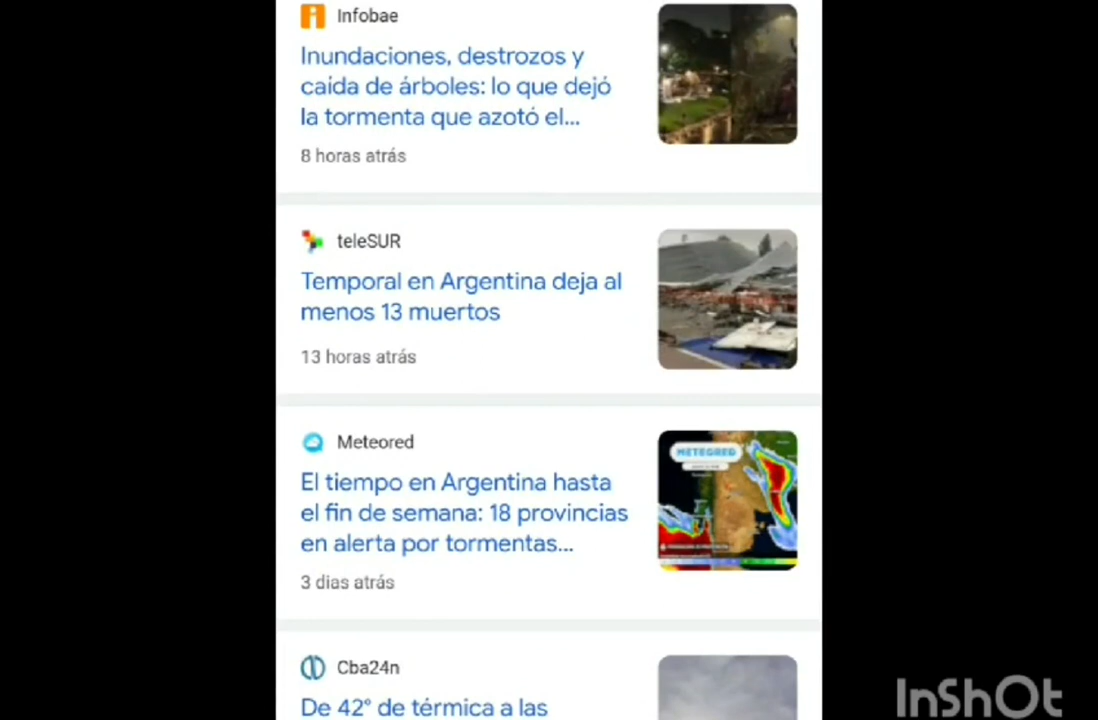 Infobae
Inundaciones, destrozos y
caída de árboles: lo que dejó
la tormenta que azotó el...
8 horas atrás
teleSUR
Temporal en Argentina deja al
menos 13 muertos
13 horas atrás
Meteored
METEORED
El tiempo en Argentina hasta
el fin de semana: 18 provincias
en alerta por tormentas...
3 dias atrás
Cba24n
De 42° de térmica a las
InShOt